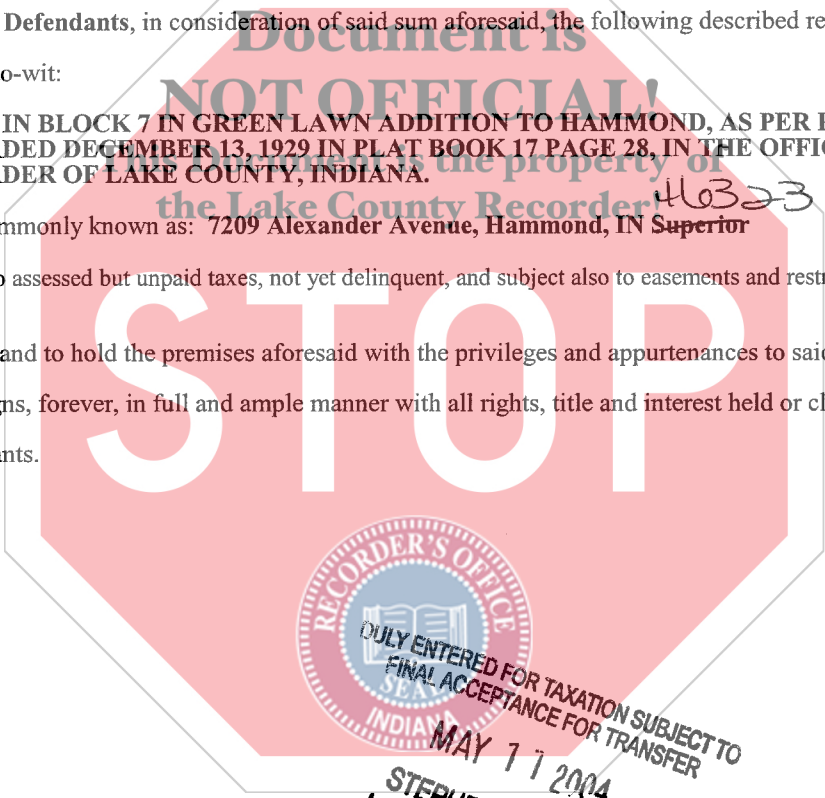 Defendants, in consideration of said sum aforesaid, the following described re
Document is
o-wit:
NOT OFFICIAL!
IN BLOCK 7 IN GREEN LAWN ADDITION TO HAMMOND, AS PER
DED DECEMBER 13, 1929 IN PLAT BOOK 17 PAGE 28, IN THE OFFIC
This Document is the property of
DER OF LAKE COUNTY, INDIANA.
46323
the Lake County Recorder!
mmonly known as: 7209 Alexander Avenue, Hammond, IN Superior
assessed but unpaid taxes, not yet delinquent, and subject also to easements and restr
STOP
and to hold the premises aforesaid with the privileges and appurtenances to said
ns, forever, in full and ample manner with all rights, title and interest held or cl
nts.
RECORDER'S OFFICE
SEAL
INDIANA
DULY ENTERED FOR TAXATION SUBJECT TO
FINAL ACCEPTANCE FOR TRANSFER
MAY 11 2004